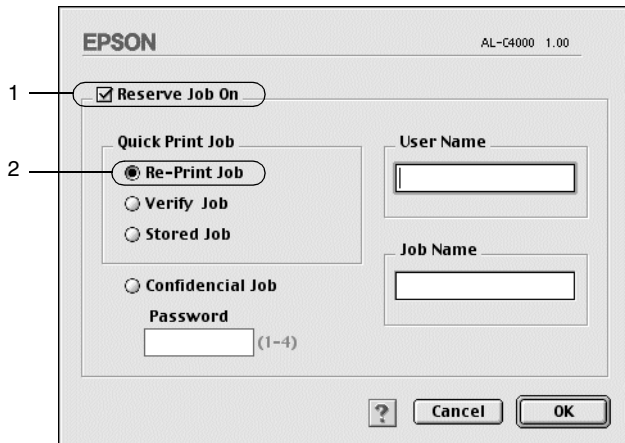 EPSON
AL-C4000 1.00
1
Reserve Job On
Quick Print Job
2
Re-Print Job
Verify Job
Stored Job
Confidencial Job
Password
(1-4)
User Name
Job Name
?
Cancel
OK